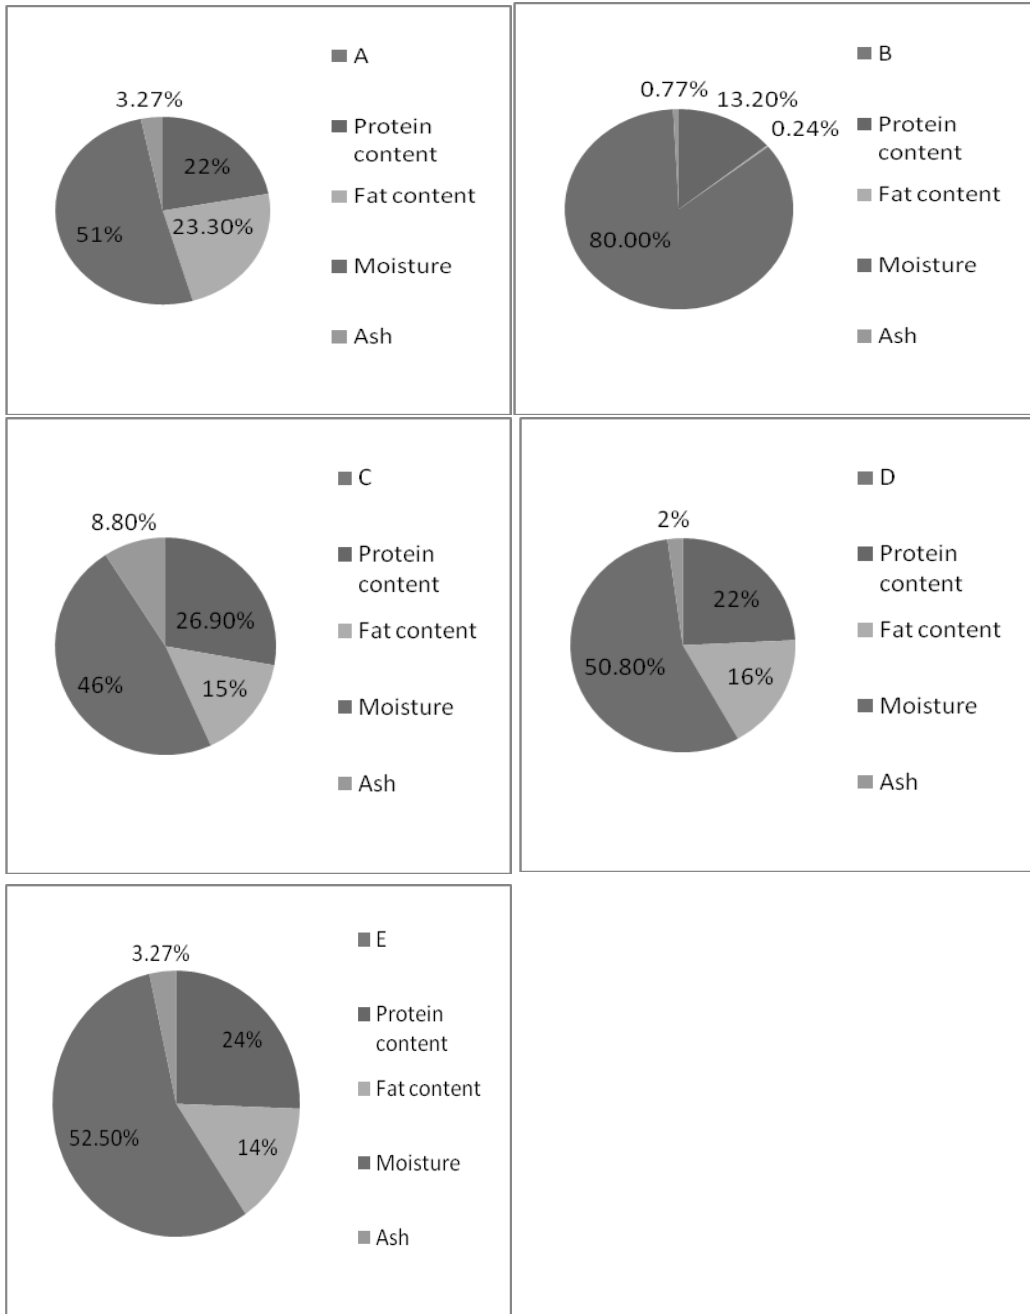 A
3.27%
Protein
content
22%
Fat content
23.30%
51%
Moisture
Ash
B
0.77%
13.20%
Protein
content
0.24%
Fat content
80.00%
Moisture
Ash
C
8.80%
Protein
content
26.90%
Fat content
46%
15%
Moisture
Ash
D
2%
Protein
content
22%
Fat content
50.80%
16%
Moisture
Ash
E
3.27%
Protein
content
24%
Fat content
52.50%
14%
Moisture
Ash